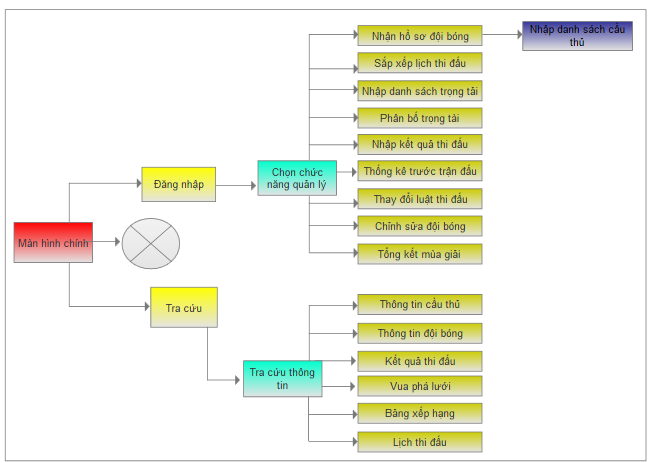 Màn hình chính
Đăng nhập
Chọn chức
năng quản lý
Nhận hồ sơ đội bóng
Nhập danh sách cầu
thủ
Sắp xếp lịch thi đấu
Nhập danh sách trọng tài
Phân bố trọng tài
Nhập kết quả thi đấu
Thống kê trước trận đấu
Thay đổi luật thi đấu
Chỉnh sửa đội bóng
Tổng kết mùa giải
Tra cứu
Tra cứu thông
tin
Thông tin cầu thủ
Thông tin đội bóng
Kết quả thi đấu
Vua phá lưới
Bảng xếp hạng
Lịch thi đấu